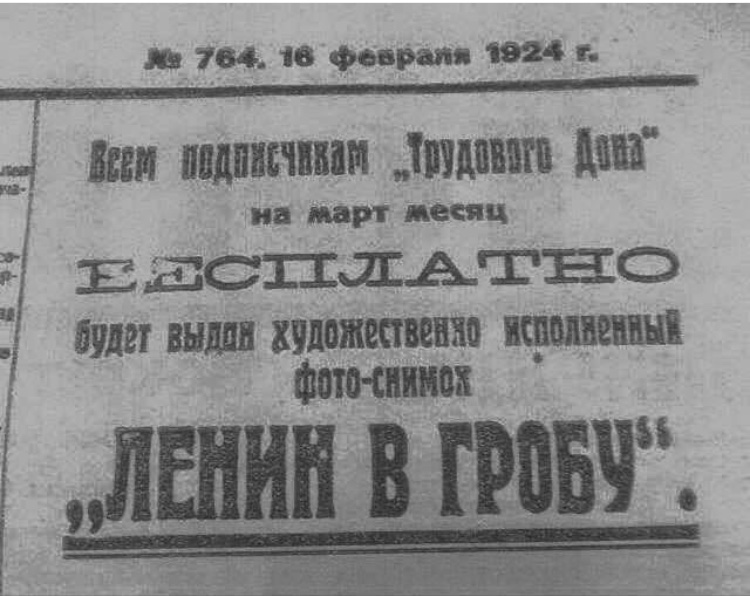 № 764. 16 февраля 1924 г.
Всем подписчикам „Трудового Дона“
на март месяц
БЕСПЛАТНО
будет выдан художественно исполненный
фото-снимок
„ЛЕНИН В ГРОБУ“.